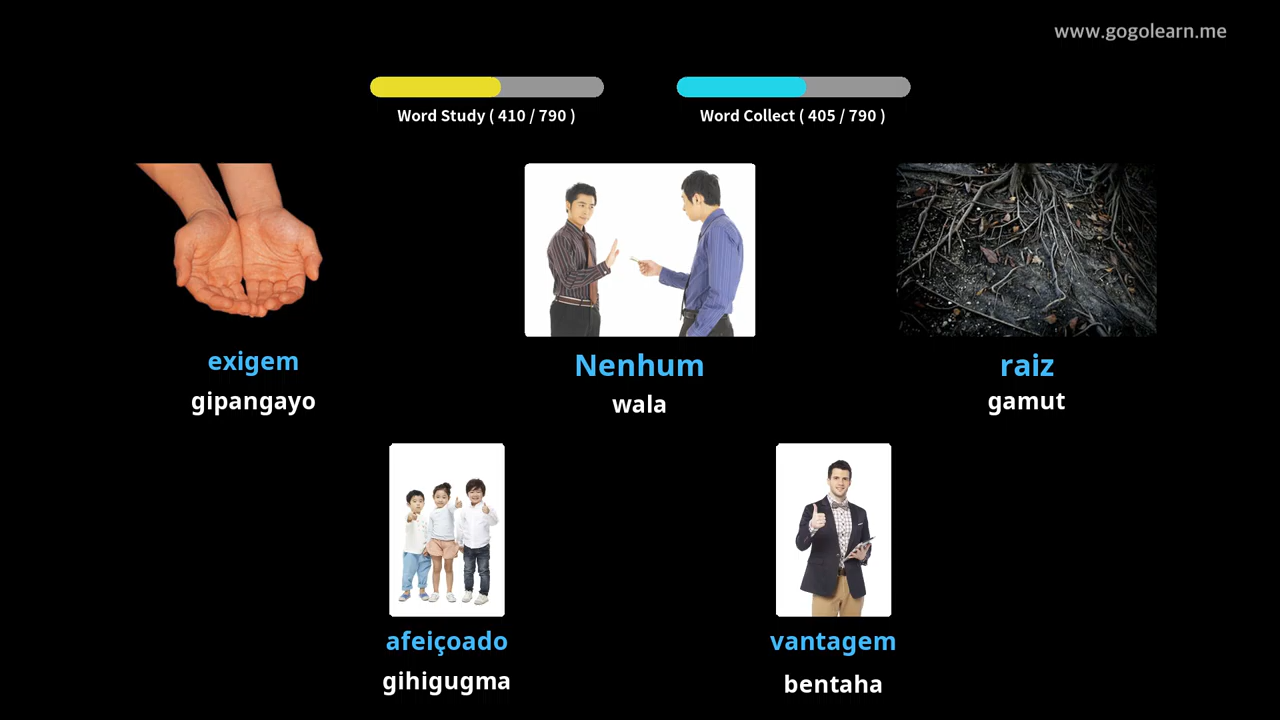 www.gogolearn.me
Word Study ( 410 / 790 )
Word Collect ( 405 / 790 )
exigem
gipangayo
Nenhum
wala
raiz
gamut
afeiçoado
gihigugma
vantagem
bentaha